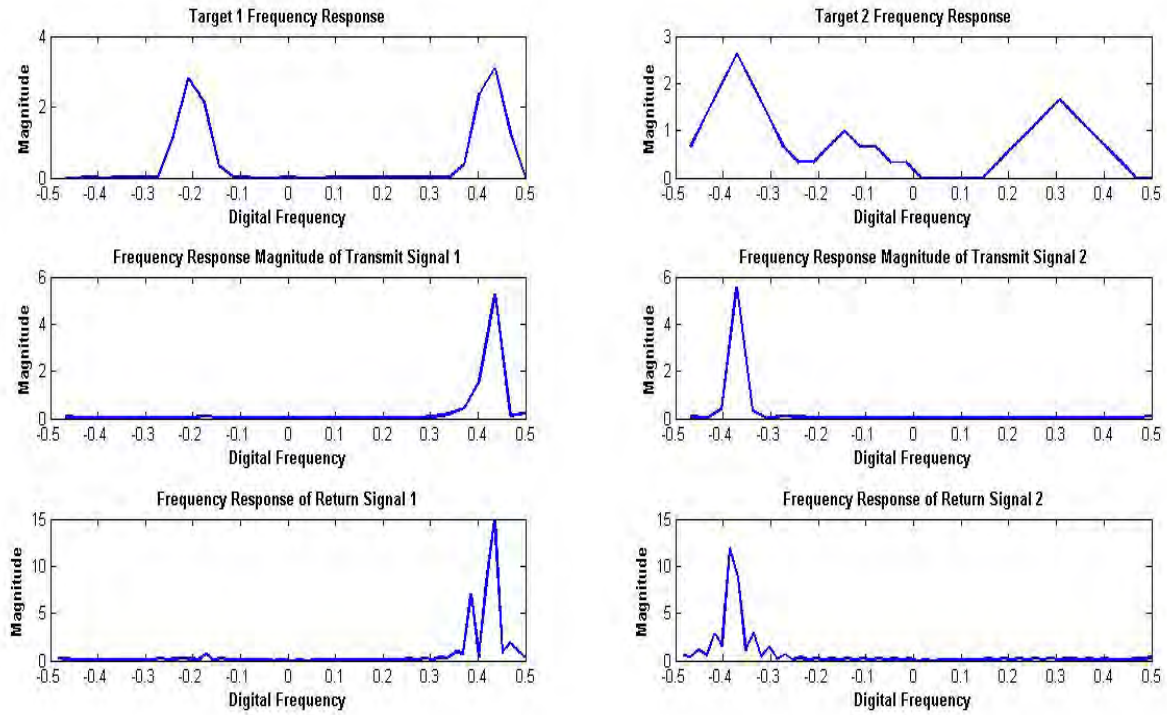 Target 1 Frequency Response
Magnitude
4
2
0
-0.5 -0.4 -0.3 -0.2 -0.1 0 0.1 0.2 0.3 0.4 0.5
Digital Frequency
Target 2 Frequency Response
Magnitude
3
2
1
0
-0.5 -0.4 -0.3 -0.2 -0.1 0 0.1 0.2 0.3 0.4 0.5
Digital Frequency
Frequency Response Magnitude of Transmit Signal 1
Magnitude
6
4
2
0
-0.5 -0.4 -0.3 -0.2 -0.1 0 0.1 0.2 0.3 0.4 0.5
Digital Frequency
Frequency Response Magnitude of Transmit Signal 2
Magnitude
6
4
2
0
-0.5 -0.4 -0.3 -0.2 -0.1 0 0.1 0.2 0.3 0.4 0.5
Digital Frequency
Frequency Response of Return Signal 1
Magnitude
15
10
5
0
-0.5 -0.4 -0.3 -0.2 -0.1 0 0.1 0.2 0.3 0.4 0.5
Digital Frequency
Frequency Response of Return Signal 2
Magnitude
15
10
5
0
-0.5 -0.4 -0.3 -0.2 -0.1 0 0.1 0.2 0.3 0.4 0.5
Digital Frequency